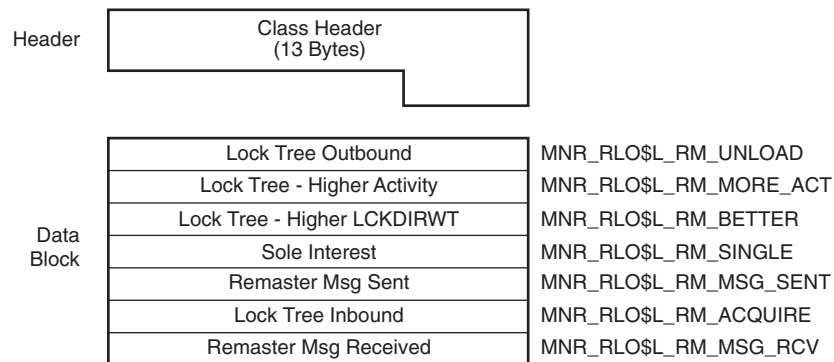 Header
Class Header
(13 Bytes)
Data
Block
Lock Tree Outbound MNR_RLO$L_RM_UNLOAD
Lock Tree - Higher Activity MNR_RLO$L_RM_MORE_ACT
Lock Tree - Higher LCKDIRWT MNR_RLO$L_RM_BETTER
Sole Interest MNR_RLO$L_RM_SINGLE
Remaster Msg Sent MNR_RLO$L_RM_MSG_SENT
Lock Tree Inbound MNR_RLO$L_RM_ACQUIRE
Remaster Msg Received MNR_RLO$L_RM_MSG_RCV